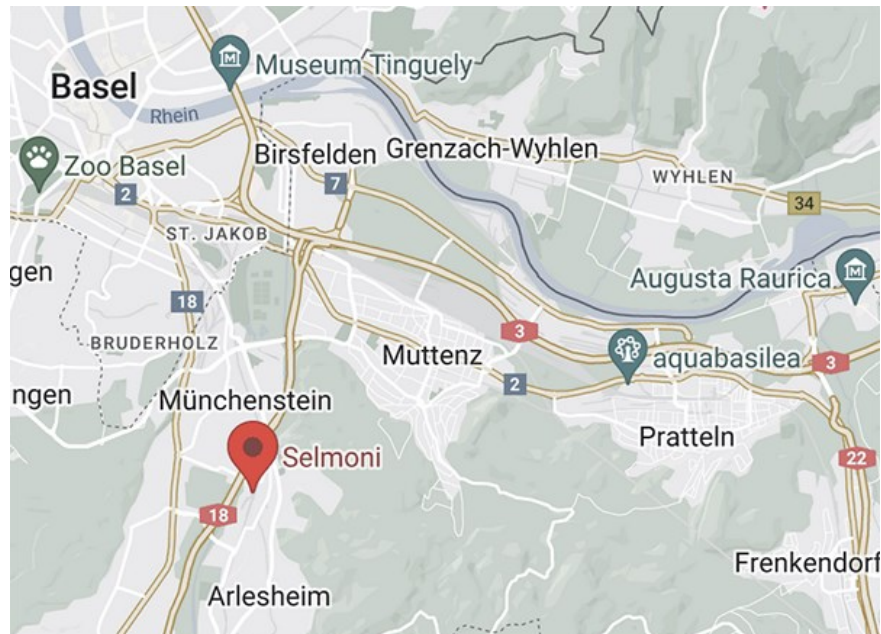 Museum Tinguely
Basel
Rhein
Birsfelden
Grenzach-Wyhlen
Zoo Basel
7
WYHLEN
2
34
ST. JAKOB
gen
Augusta Raurica
18
3
BRUDERHOLZ
Muttenz
aquabasilea
3
2
ngen
Münchenstein
Pratteln
Selmoni
22
18
Frenkendorf
Arlesheim